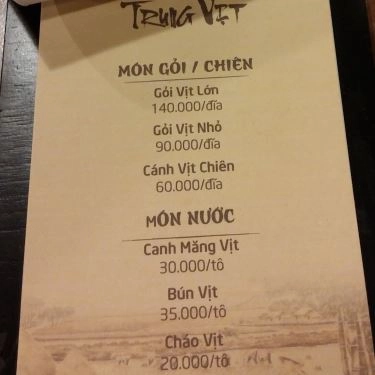 TRUNG VỊT
MÓN GỎI / CHIÊN
Gỏi Vịt Lớn
140.000/đĩa
Gỏi Vịt Nhỏ
90.000/đĩa
Cánh Vịt Chiên
60.000/đĩa
MÓN NƯỚC
Canh Măng Vịt
30.000/tô
Bún Vịt
35.000/tô
Cháo Vịt
20.000/tô